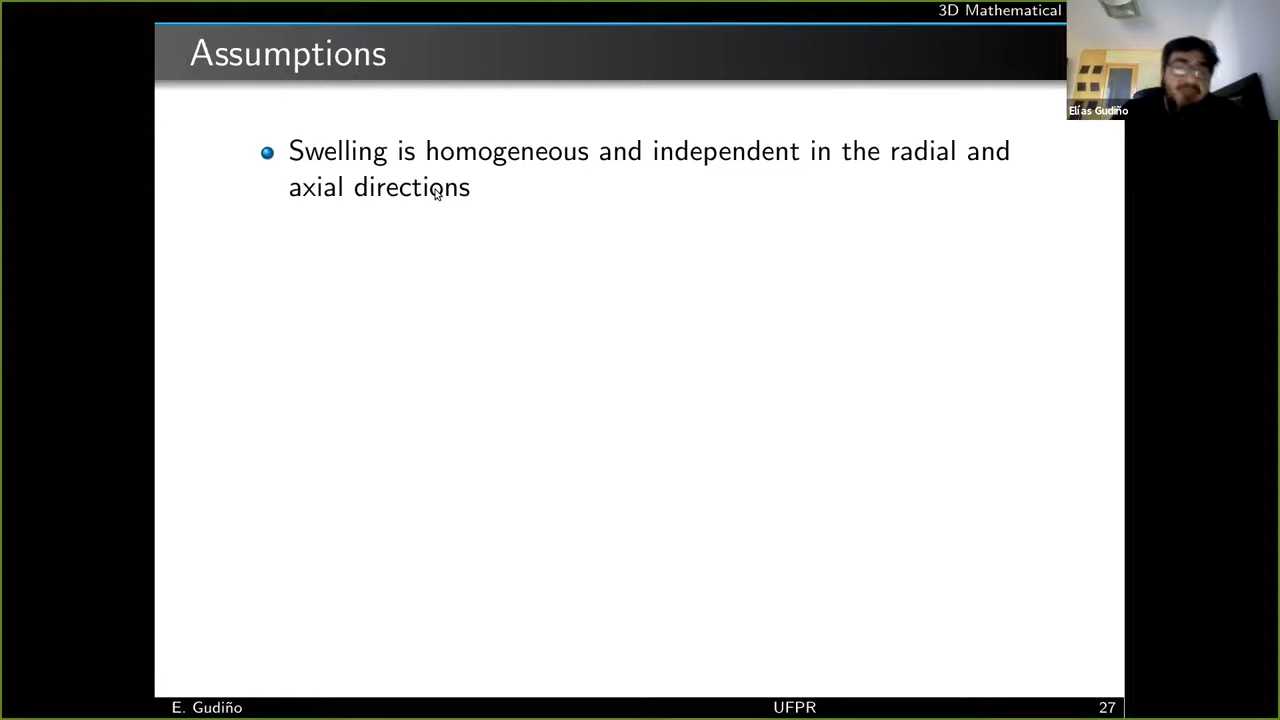 3D Mathematical
Assumptions
Elías Gudiño
Swelling is homogeneous and independent in the radial and
axial directions
E. Gudiño
UFPR
27